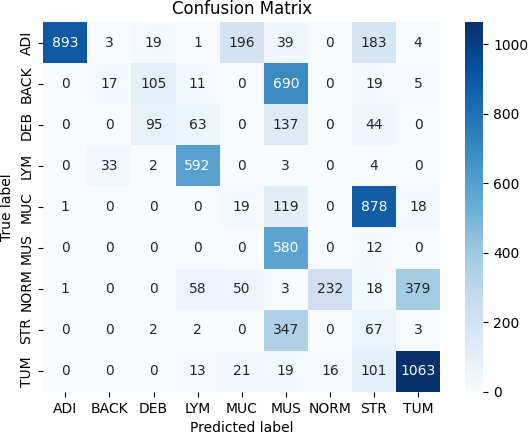 Confusion Matrix
True label
ADI 893 3 19 1 196 39 0 183 4
BACK 0 17 105 11 0 690 0 19 5
DEB 0 0 95 63 0 137 0 44 0
LYM 0 33 2 592 0 3 0 4 0
MUC 1 0 0 0 19 119 0 878 18
MUS 0 0 0 0 0 580 0 12 0
NORM 1 0 0 58 50 3 232 18 379
STR 0 0 2 2 0 347 0 67 3
TUM 0 0 0 13 21 19 16 101 1063
ADI BACK DEB LYM MUC MUS NORM STR TUM
Predicted label
1000
800
600
400
200
0